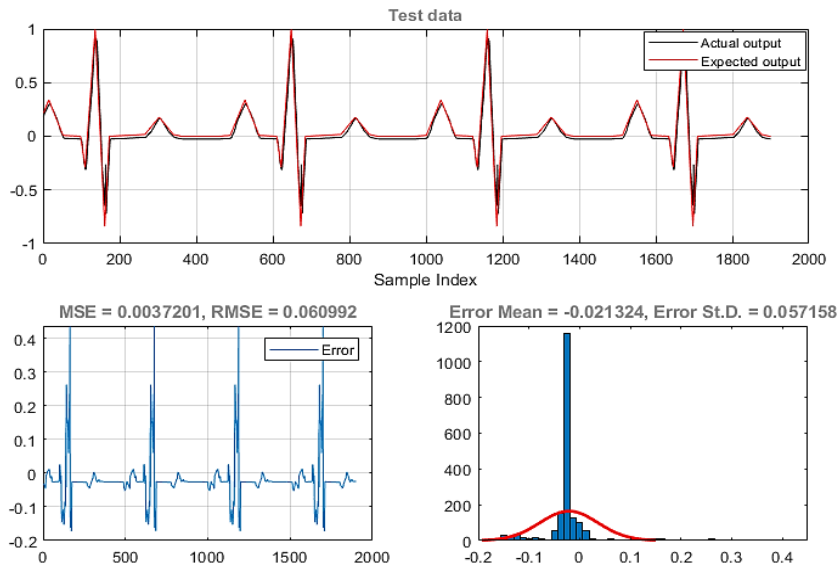 Test data
1
0.5
0
-0.5
-1
Actual output
Expected output
0 200 400 600 800 1000 1200 1400 1600 1800 2000
Sample Index
MSE = 0.0037201, RMSE = 0.060992
0.4
0.3
0.2
0.1
0
-0.1
-0.2
Error
0 500 1000 1500 2000
Error Mean = -0.021324, Error St.D. = 0.057158
1200
1000
800
600
400
200
0
-0.2 -0.1 0 0.1 0.2 0.3 0.4